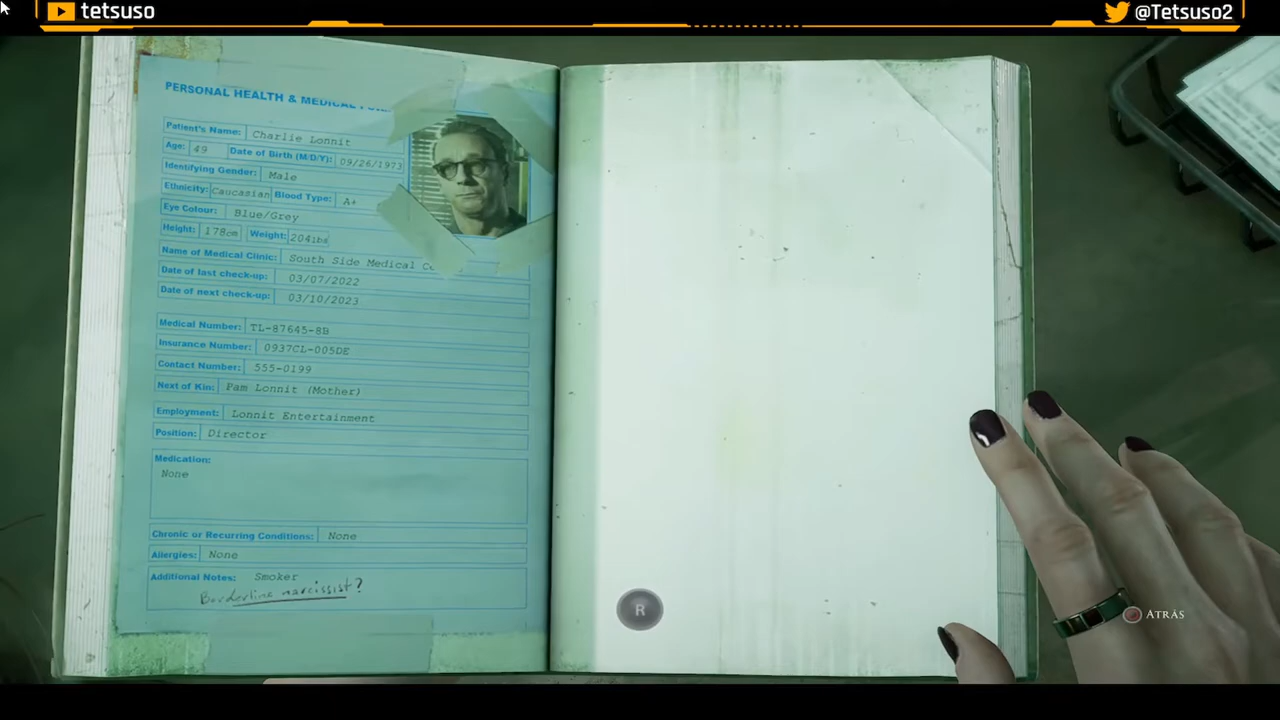 tetsuso
@Tetsuso2
PERSONAL HEALTH & MEDICAL
Patient's Name: Charlie Lonnit
Age: 49 Date of Birth (M/D/Y): 09/26/1973
Identifying Gender: Male
Ethnicity: Caucasian Blood Type: A+
Eye Colour: Blue/Grey
Height: 178cm Weight: 204lbs
Name of Medical Clinic: South Side Medical
Date of last check-up: 03/07/2022
Date of next check-up: 03/10/2023
Medical Number: TL-87645-8B
Insurance Number: 0937CL-005DE
Contact Number: 555-0199
Next of Kin: Pam Lonnit (Mother)
Employment: Lonnit Entertainment
Position: Director
Medication:
None
Chronic or Recurring Conditions: None
Allergies: None
Additional Notes: Smoker
Borderline narcissist?
R
ATRÁS